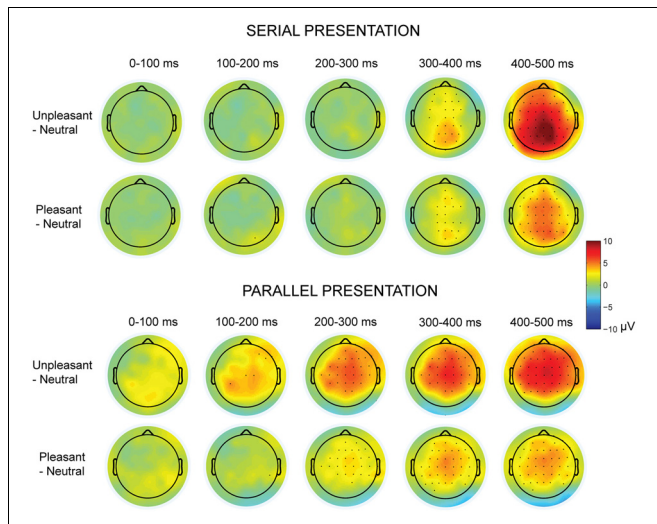 SERIAL PRESENTATION
0-100 ms 100-200 ms 200-300 ms 300-400 ms 400-500 ms
Unpleasant
- Neutral
Pleasant
- Neutral
10
5
0
−5
−10 μV
PARALLEL PRESENTATION
0-100 ms 100-200 ms 200-300 ms 300-400 ms 400-500 ms
Unpleasant
- Neutral
Pleasant
- Neutral